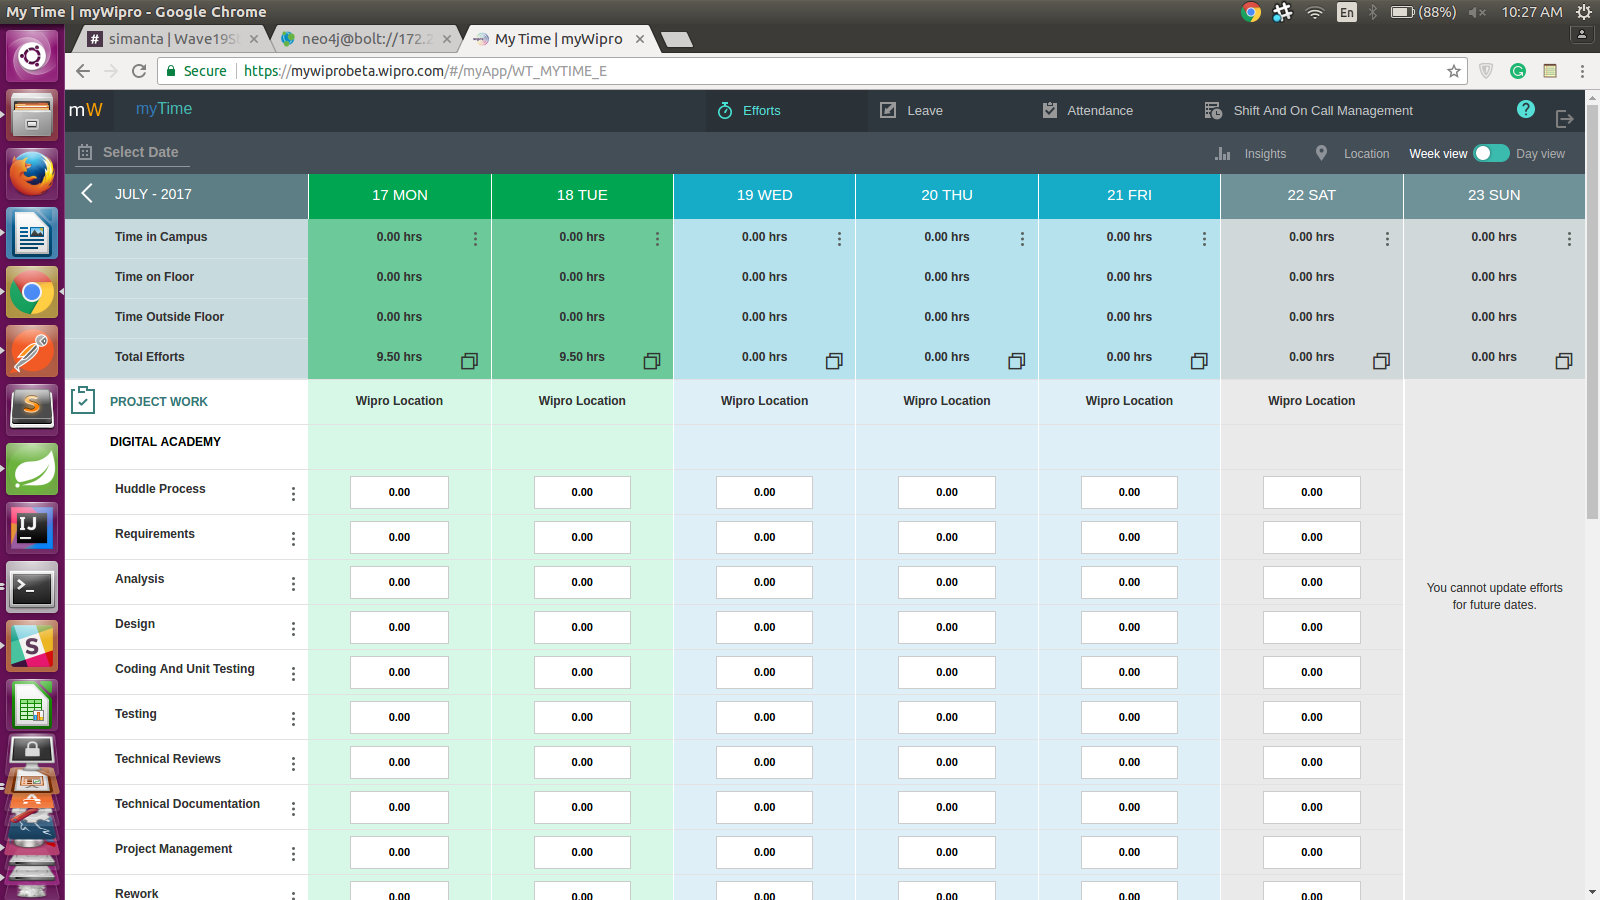 My Time | myWipro - Google Chrome
En
(88%)
10:27 AM
simanta | Wave19S
neo4j@bolt://172.2
My Time | myWipro
Secure
https://mywiprobeta.wipro.com/#/myApp/WT_MYTIME_E
mW
myTime
Efforts
Leave
Attendance
Shift And On Call Management
?
Select Date
Insights
Location
Week view
Day view
JULY - 2017
17 MON
18 TUE
19 WED
20 THU
21 FRI
22 SAT
23 SUN
Time in Campus 0.00 hrs 0.00 hrs 0.00 hrs 0.00 hrs 0.00 hrs 0.00 hrs 0.00 hrs
Time on Floor 0.00 hrs 0.00 hrs 0.00 hrs 0.00 hrs 0.00 hrs 0.00 hrs 0.00 hrs
Time Outside Floor 0.00 hrs 0.00 hrs 0.00 hrs 0.00 hrs 0.00 hrs 0.00 hrs 0.00 hrs
Total Efforts 9.50 hrs 9.50 hrs 0.00 hrs 0.00 hrs 0.00 hrs 0.00 hrs 0.00 hrs
PROJECT WORK Wipro Location Wipro Location Wipro Location Wipro Location Wipro Location Wipro Location
DIGITAL ACADEMY
Huddle Process 0.00 0.00 0.00 0.00 0.00 0.00
Requirements 0.00 0.00 0.00 0.00 0.00 0.00
Analysis 0.00 0.00 0.00 0.00 0.00 0.00
You cannot update efforts
for future dates.
Design 0.00 0.00 0.00 0.00 0.00 0.00
Coding And Unit Testing 0.00 0.00 0.00 0.00 0.00 0.00
Testing 0.00 0.00 0.00 0.00 0.00 0.00
Technical Reviews 0.00 0.00 0.00 0.00 0.00 0.00
Technical Documentation 0.00 0.00 0.00 0.00 0.00 0.00
Project Management 0.00 0.00 0.00 0.00 0.00 0.00
Rework 0.00 0.00 0.00 0.00 0.00 0.00